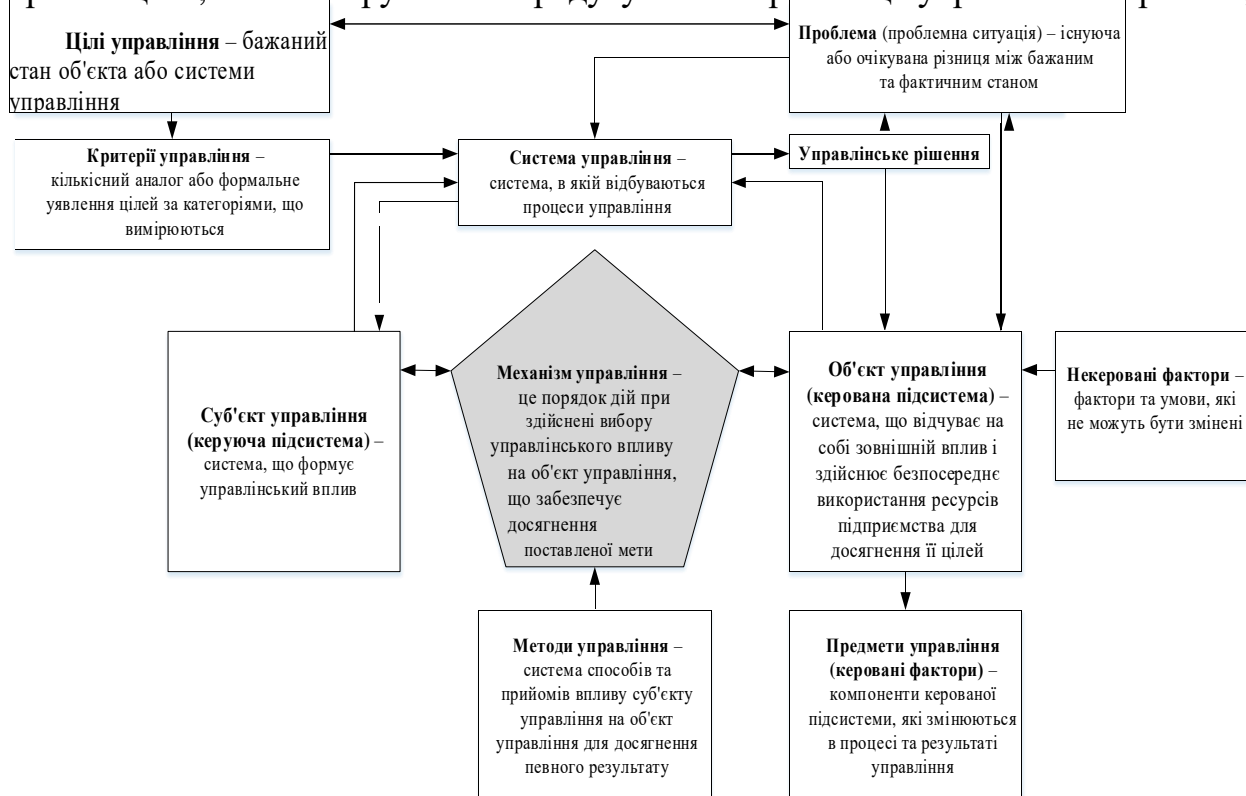 Цілі управління – бажаний
стан об'єкта або системи
управління
Проблема (проблемна ситуація) – існуюча
або очікувана різниця між бажаним
та фактичним станом
Критерії управління –
кількісний аналог або формальне
уявлення цілей за категоріями, що
вимірюються
Система управління –
система, в якій відбуваються
процеси управління
Управлінське рішення
Суб'єкт управління
(керуюча підсистема) –
система, що формує
управлінський вплив
Механізм управління –
це порядок дій при
здійснені вибору
управлінського впливу
на об'єкт управління,
що забезпечує
досягнення
поставленої мети
Об'єкт управління
(керована підсистема) –
система, що відчуває на
собі зовнішній вплив і
здійснює безпосереднє
використання ресурсів
підприємства для
досягнення її цілей
Некеровані фактори –
фактори та умови, які
не можуть бути змінені
Методи управління –
система способів та
прийомів впливу суб'єкту
управління на об'єкт
управління для досягнення
певного результату
Предмети управління
(керовані фактори) –
компоненти керованої
підсистеми, які змінюються
в процесі та результаті
управління